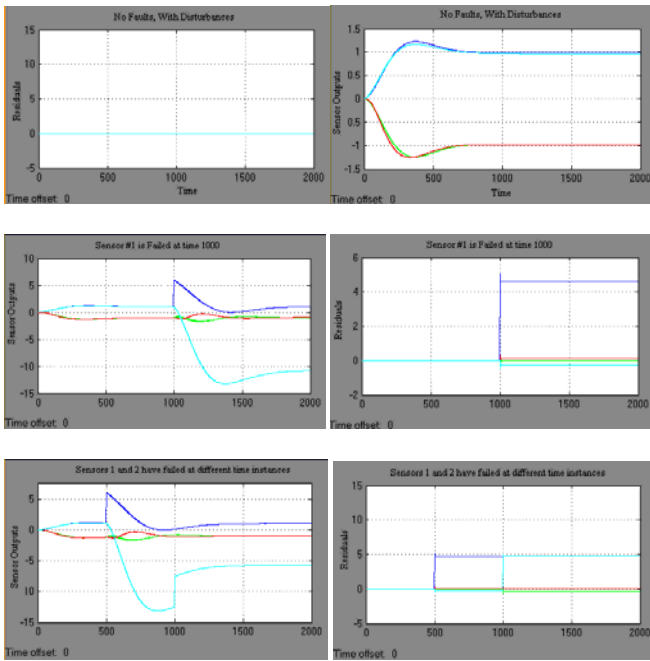 No Faults, With Disturbances
15
10
5
0
-5
Residuals
0 500 1000 1500 2000
Time
Time offset: 0
No Faults, With Disturbances
1.5
1
0.5
0
0.5
-1
-1.5
Sensor Outputs
0 500 1000 1500 2000
Time
Time offset: 0
Sensor #1 is Failed at time 1000
10
5
0
-5
-10
-15
Sensor Outputs
0 500 1000 1500 2000
Time offset: 0
Sensor #1 is Failed at time 1000
6
4
2
0
-2
Residuals
0 500 1000 1500 2000
Time offset: 0
Sensors 1 and 2 have failed at different time instances
5
0
-5
-10
-15
Sensor Outputs
0 500 1000 1500 2000
Time offset: 0
Sensors 1 and 2 have failed at different time instances
15
10
5
0
-5
Residuals
0 500 1000 1500 2000
Time offset: 0